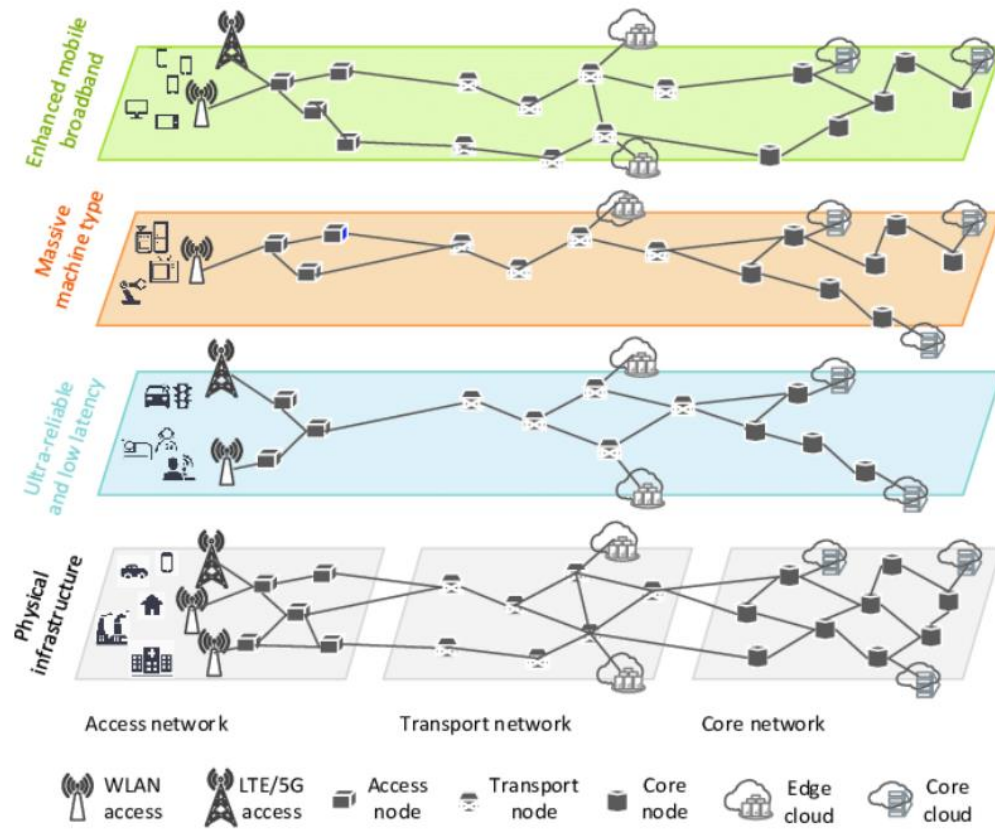 Enhanced mobile
broadband
Massive
machine type
Ultra-reliable
and low latency
Physical
infrastructure
Access network
Transport network
Core network
WLAN
access
LTE/5G
access
Access
node
Transport
node
Core
node
Edge
cloud
Core
cloud